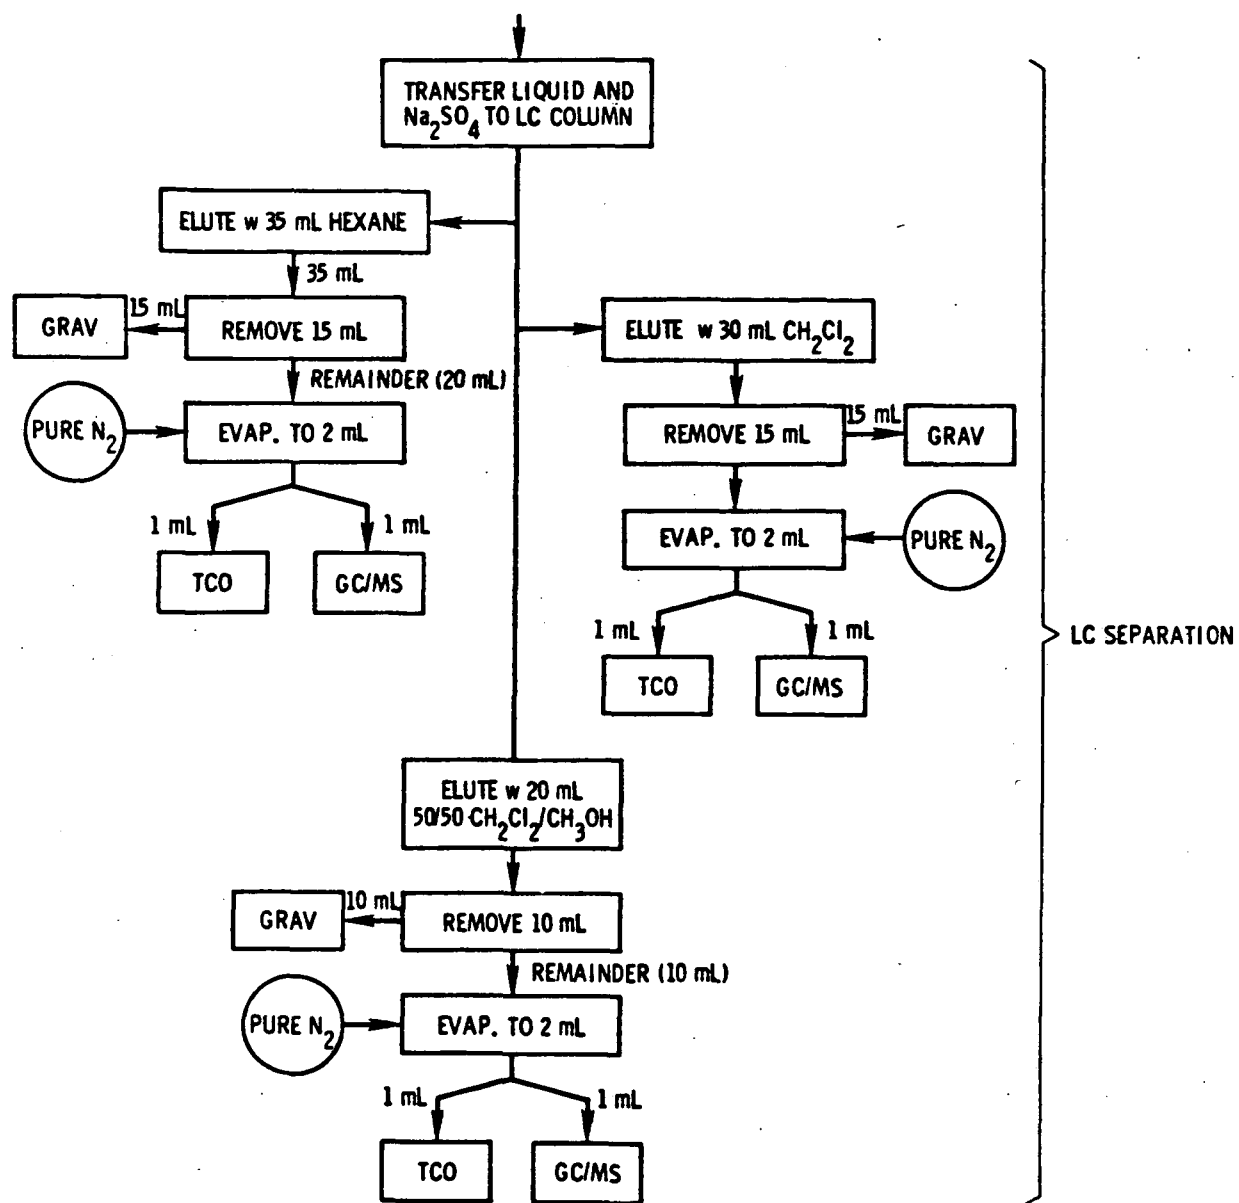 TRANSFER LIQUID AND
Na2SO4 TO LC COLUMN
ELUTE w 35 mL HEXANE
35 mL
15 mL
GRAV
REMOVE 15 mL
REMAINDER (20 mL)
PURE N2
EVAP. TO 2 mL
1 mL
1 mL
TCO
GC/MS
ELUTE w 30 mL CH2Cl2
REMOVE 15 mL
15 mL
GRAV
EVAP. TO 2 mL
PURE N2
1 mL
1 mL
TCO
GC/MS
LC SEPARATION
ELUTE w 20 mL
50/50 CH2Cl2/CH3OH
10 mL
GRAV
REMOVE 10 mL
REMAINDER (10 mL)
PURE N2
EVAP. TO 2 mL
1 mL
1 mL
TCO
GC/MS